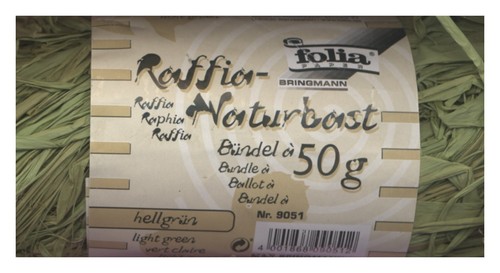 folia
PAPER
BRINGMANN
Raffia-
Naturbast
Raffia
Raphia
Raffia
Bündel à 50g
Bundle à
Ballot à
Bundel à
Nr. 9051
hellgrün
light green
vert claire